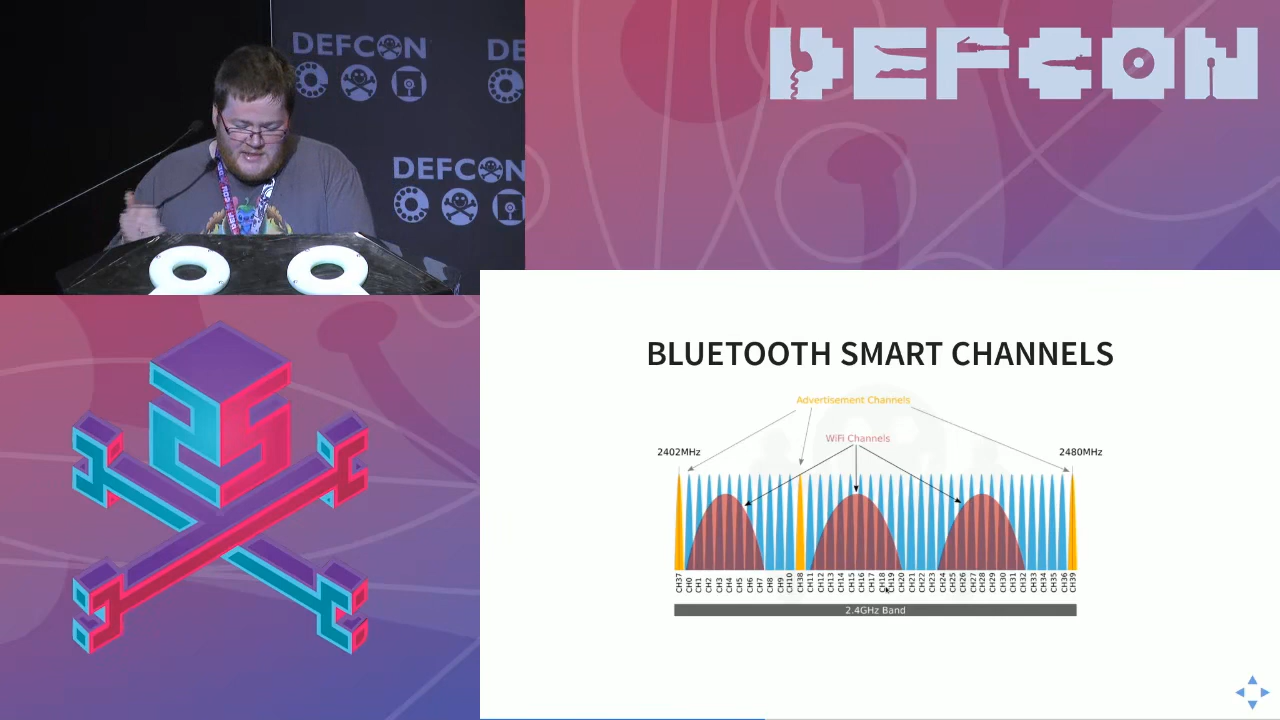 DEFCON
DE
DEFCON
DEFCON
BLUETOOTH SMART CHANNELS
Advertisement Channels
WiFi Channels
2402MHz
2480MHz
CH37 CH0 CH1 CH2 CH3 CH4 CH5 CH6 CH7 CH8 CH9 CH10 CH38 CH11 CH12 CH13 CH14 CH15 CH16 CH17 CH18 CH19 CH20 CH21 CH22 CH23 CH24 CH25 CH26 CH27 CH28 CH29 CH30 CH31 CH32 CH33 CH34 CH35 CH36 CH39
2.4GHz Band